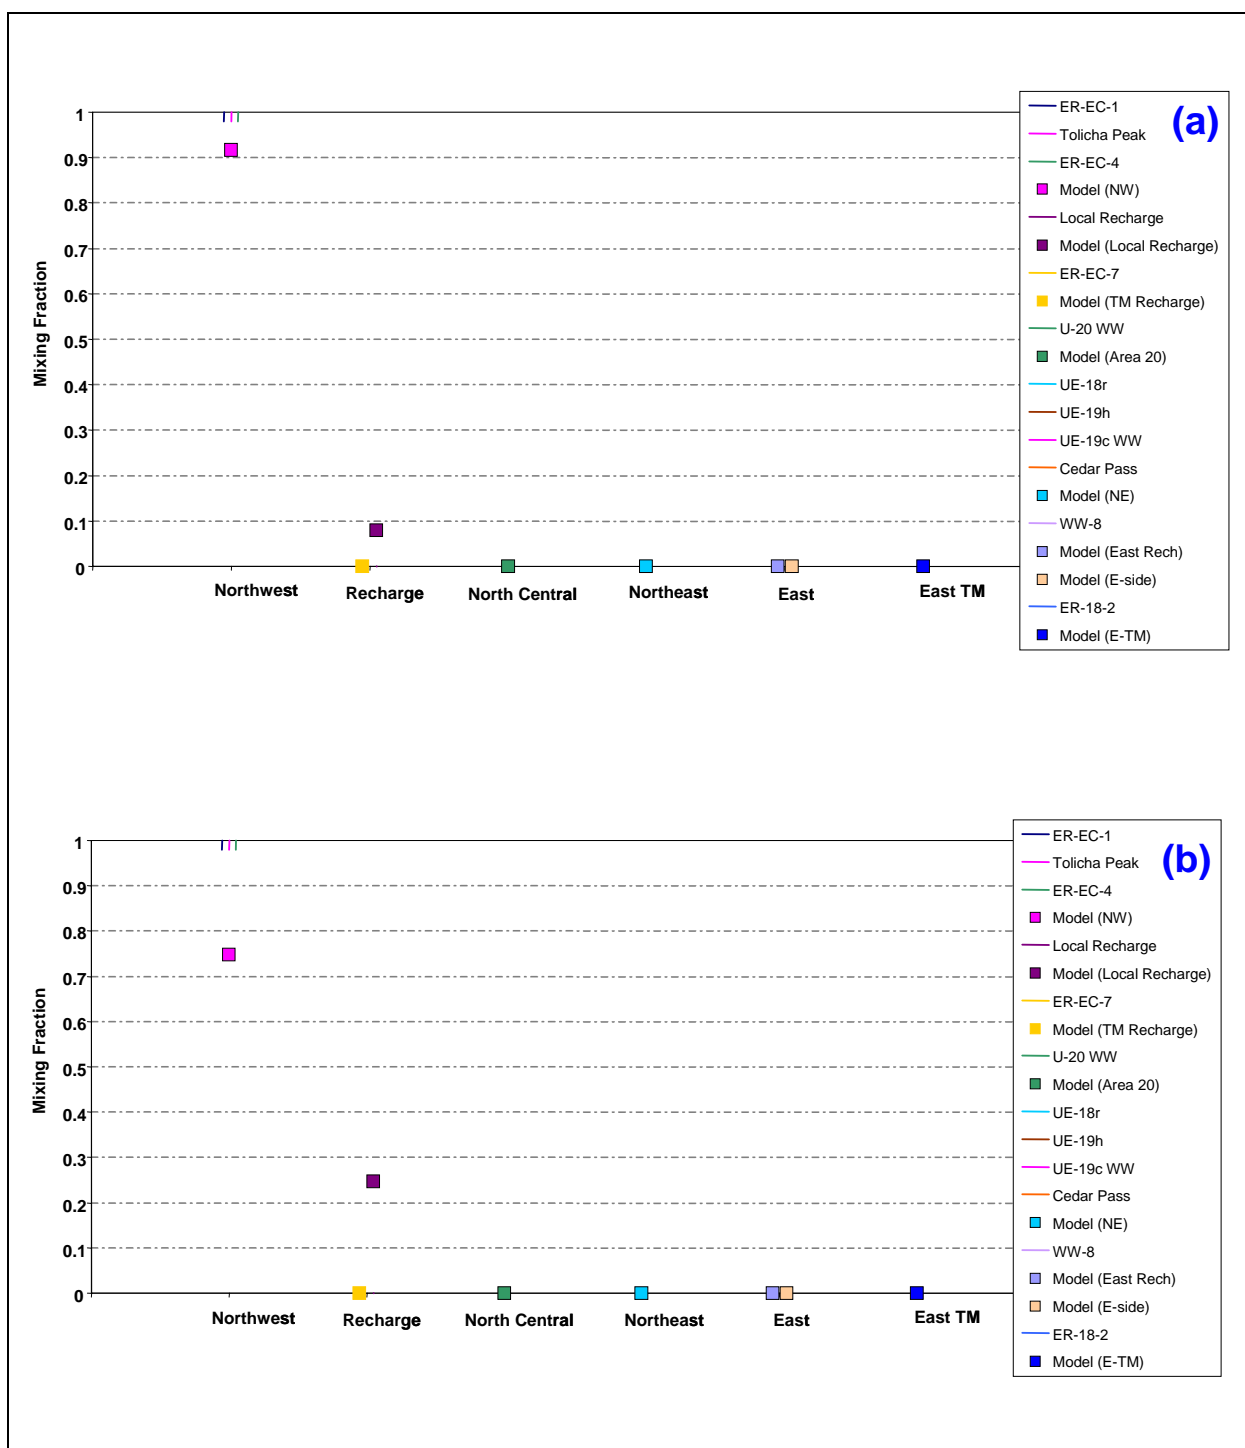 (a)
1
0.9
0.8
0.7
0.6
0.5
0.4
0.3
0.2
0.1
0
Mixing Fraction
Northwest
Recharge
North Central
Northeast
East
East TM
ER-EC-1
Tolicha Peak
ER-EC-4
Model (NW)
Local Recharge
Model (Local Recharge)
ER-EC-7
Model (TM Recharge)
U-20 WW
Model (Area 20)
UE-18r
UE-19h
UE-19c WW
Cedar Pass
Model (NE)
WW-8
Model (East Rech)
Model (E-side)
ER-18-2
Model (E-TM)
(b)
1
0.9
0.8
0.7
0.6
0.5
0.4
0.3
0.2
0.1
0
Mixing Fraction
Northwest
Recharge
North Central
Northeast
East
East TM
ER-EC-1
Tolicha Peak
ER-EC-4
Model (NW)
Local Recharge
Model (Local Recharge)
ER-EC-7
Model (TM Recharge)
U-20 WW
Model (Area 20)
UE-18r
UE-19h
UE-19c WW
Cedar Pass
Model (NE)
WW-8
Model (East Rech)
Model (E-side)
ER-18-2
Model (E-TM)